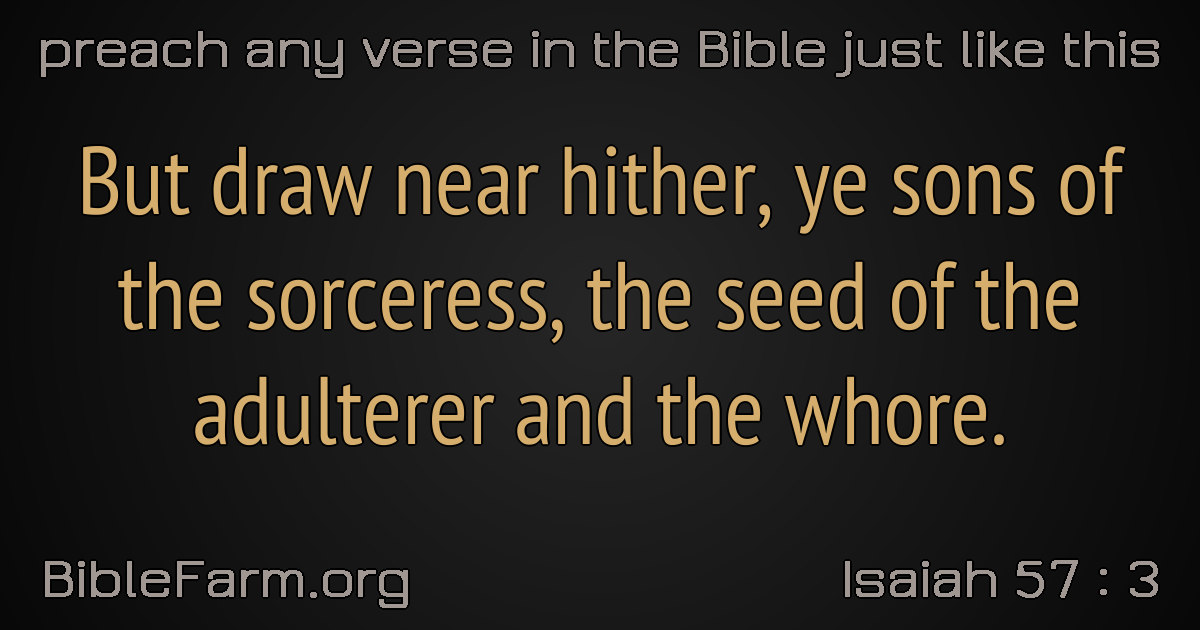 preach any verse in the Bible just like this
But draw near hither, ye sons of
the sorceress, the seed of the
adulterer and the whore.
BibleFarm.org
Isaiah 57 : 3